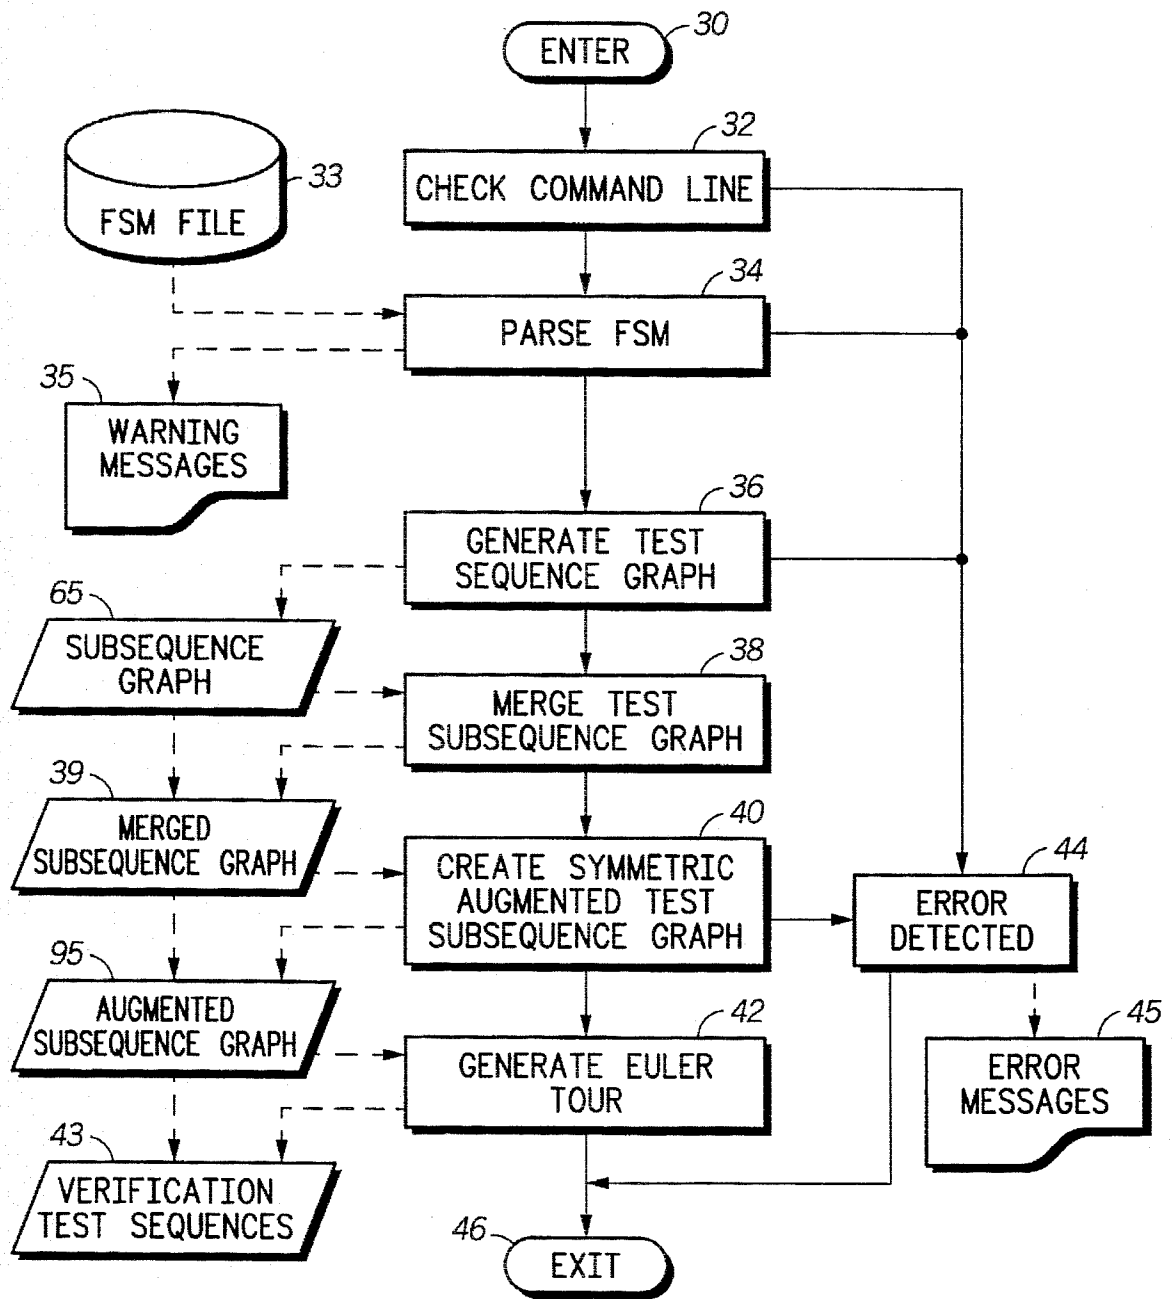 30
ENTER
32
CHECK COMMAND LINE
33
FSM FILE
34
PARSE FSM
35
WARNING
MESSAGES
36
GENERATE TEST
SEQUENCE GRAPH
65
SUBSEQUENCE
GRAPH
38
MERGE TEST
SUBSEQUENCE GRAPH
39
MERGED
SUBSEQUENCE GRAPH
40
CREATE SYMMETRIC
AUGMENTED TEST
SUBSEQUENCE GRAPH
44
ERROR
DETECTED
95
AUGMENTED
SUBSEQUENCE GRAPH
42
GENERATE EULER
TOUR
45
ERROR
MESSAGES
43
VERIFICATION
TEST SEQUENCES
46
EXIT